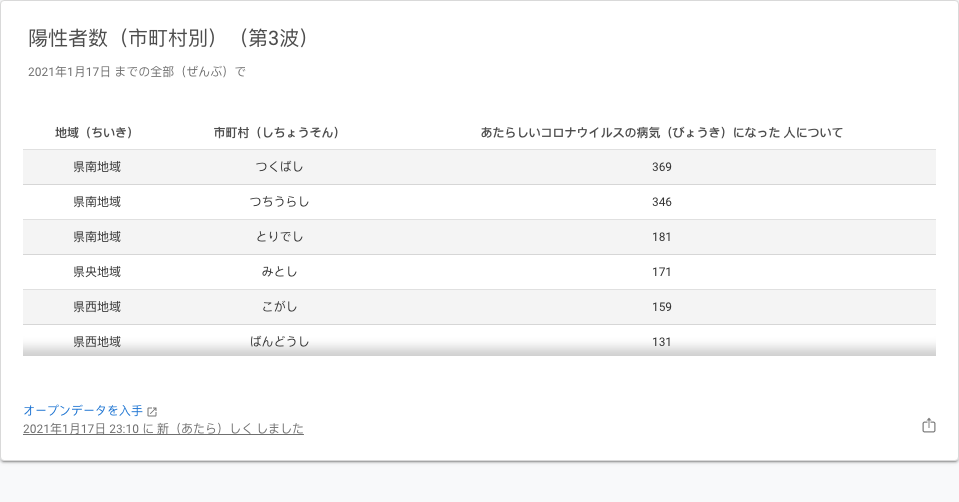 陽性者数（市町村別）（第3波）
2021年1月17日 までの全部（ぜんぶ）で
地域（ちいき） 市町村（しちょうそん） あたらしいコロナウイルスの病気（びょうき）になった 人について
県南地域 つくばし 369
県南地域 つちうらし 346
県南地域 とりでし 181
県央地域 みとし 171
県西地域 こがし 159
県西地域 ばんどうし 131
オープンデータを入手
2021年1月17日 23:10 に 新（あたら）しく しました